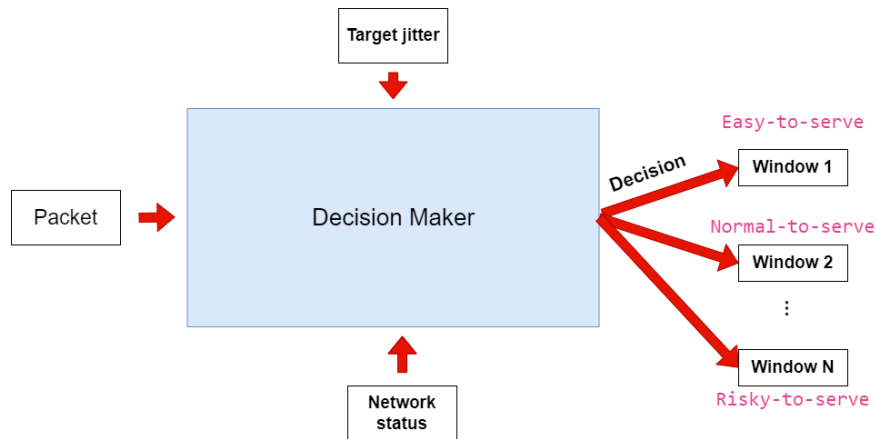 Target jitter
Easy-to-serve
Decision
Window 1
Packet
Decision Maker
Normal-to-serve
Window 2
⋮
Window N
Risky-to-serve
Network
status